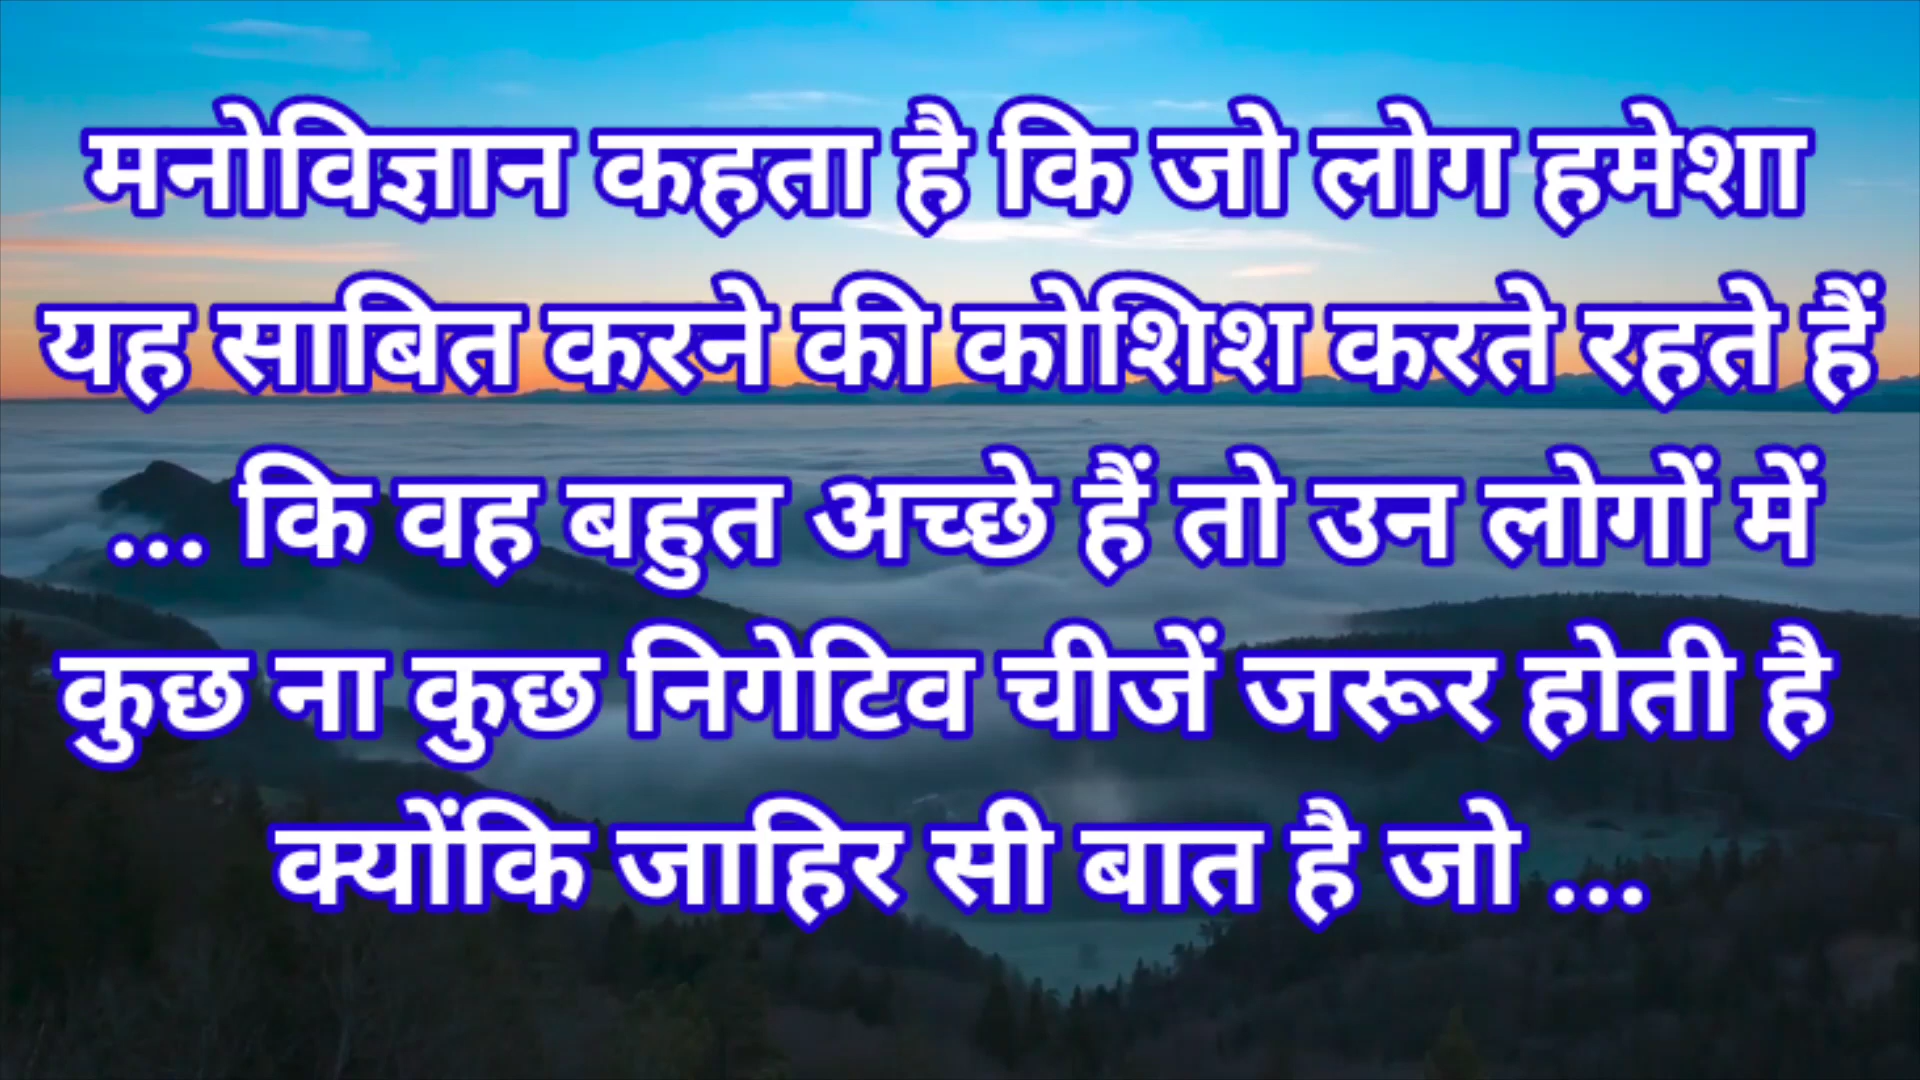 मनोविज्ञान कहता है कि जो लोग हमेशा
यह साबित करने की कोशिश करते रहते हैं
... कि वह बहुत अच्छे हैं तो उन लोगों में
कुछ ना कुछ निगेटिव चीजें जरूर होती है
क्योंकि जाहिर सी बात है जो ...